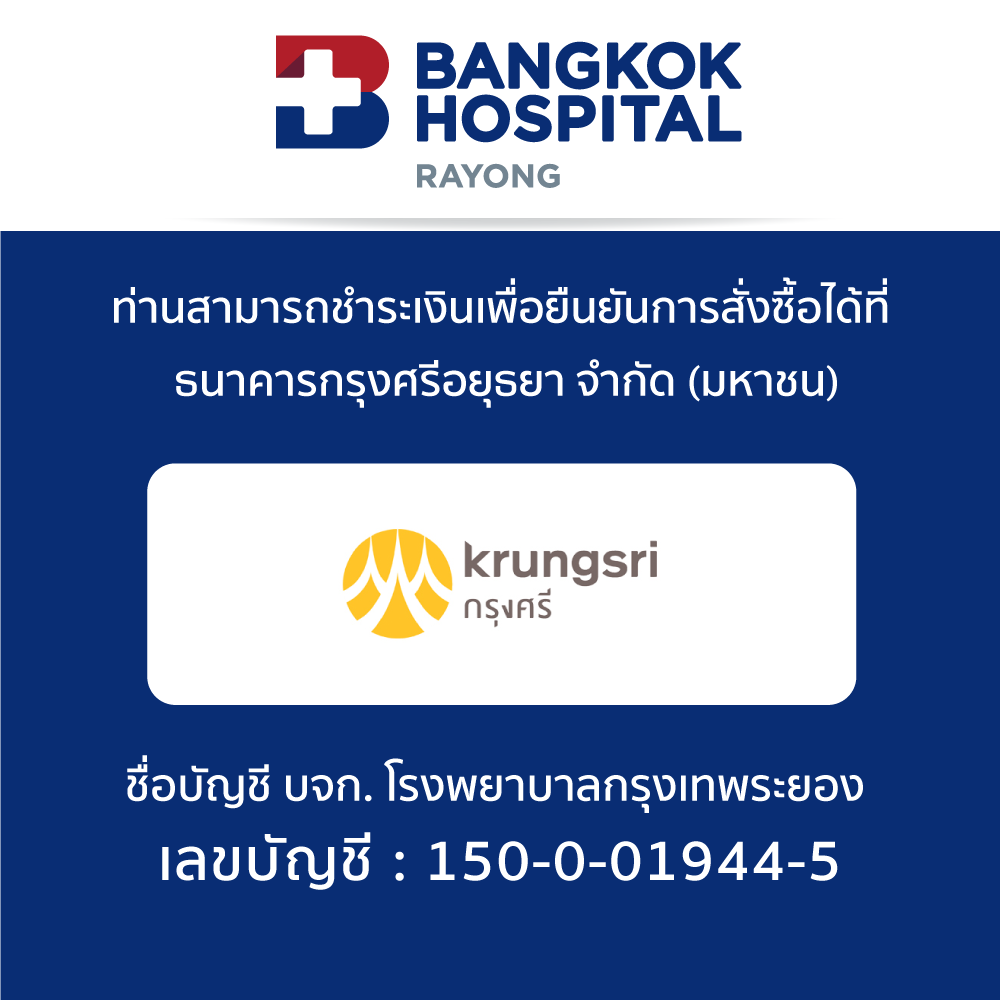 BANGKOK
HOSPITAL
RAYONG
ท่านสามารถชำระเงินเพื่อยืนยันการสั่งซื้อได้ที่
ธนาคารกรุงศรีอยุธยา จำกัด (มหาชน)
krungsri
กรุงศรี
ชื่อบัญชี บจก. โรงพยาบาลกรุงเทพระยอง
เลขบัญชี : 150-0-01944-5